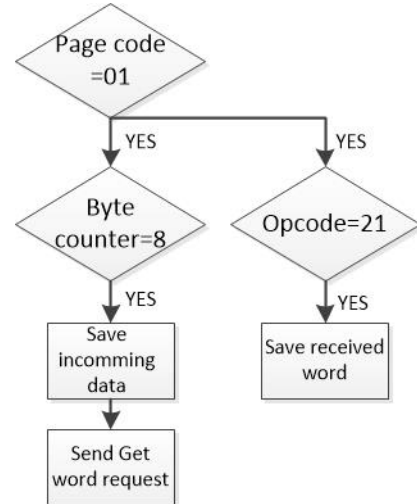 Page code
=01
YES
YES
Byte
counter=8
Opcode=21
YES
YES
Save
incomming
data
Save received
word
Send Get
word request